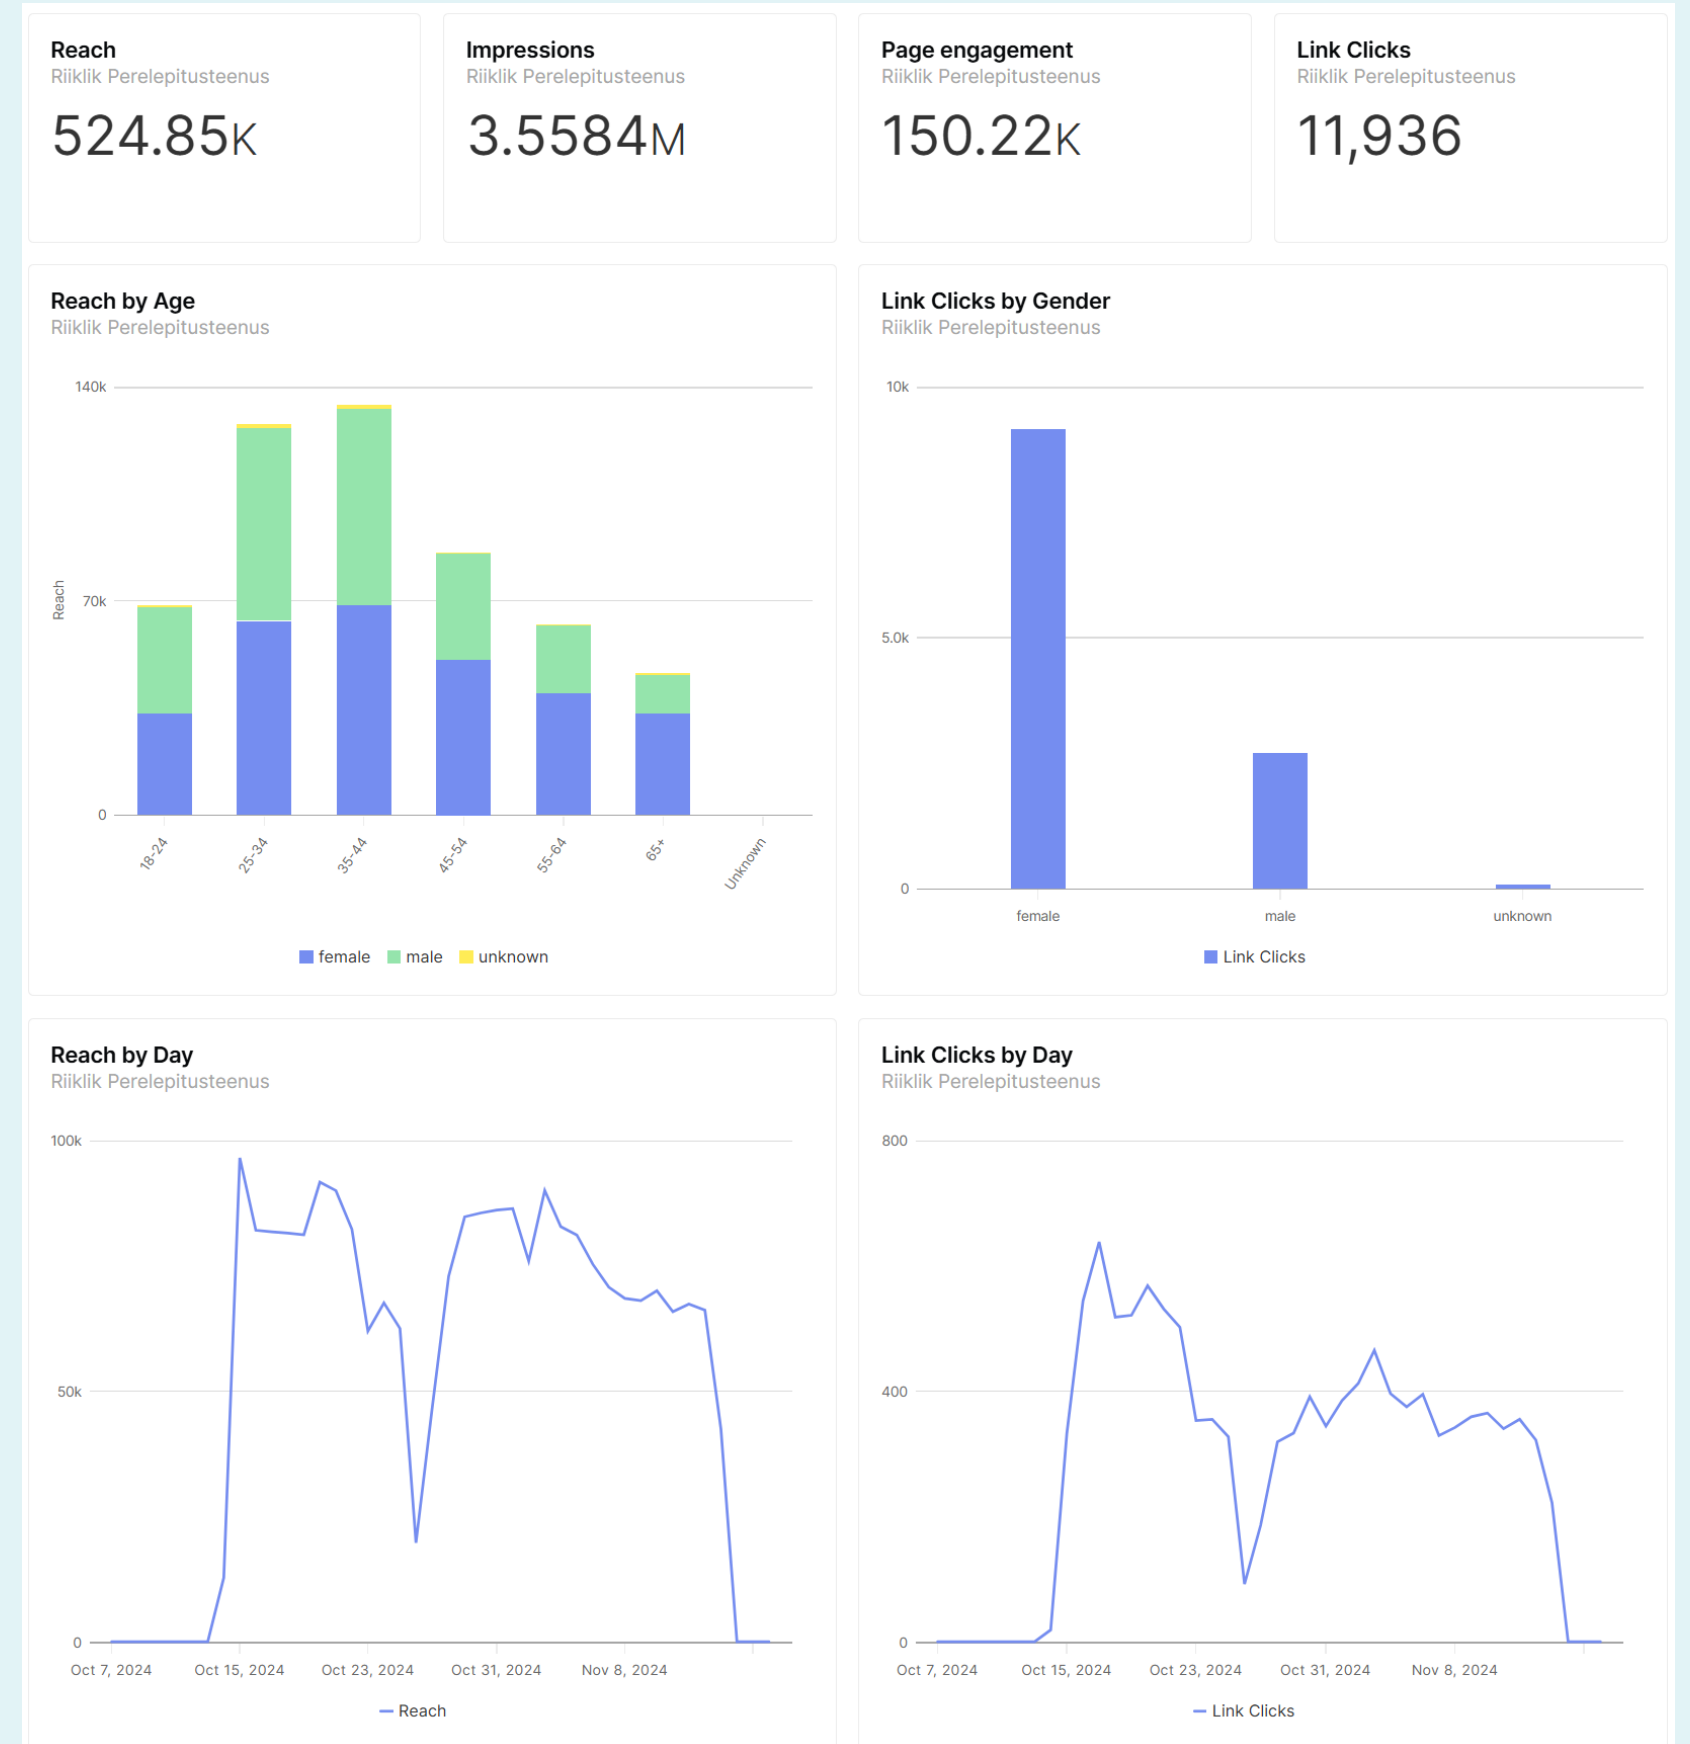 Reach
Riiklik Perelepitusteenus
524.85K
Impressions
Riiklik Perelepitusteenus
3.5584M
Page engagement
Riiklik Perelepitusteenus
150.22K
Link Clicks
Riiklik Perelepitusteenus
11,936
Reach by Age
Riiklik Perelepitusteenus
140k
70k
0
Reach
18-24
25-34
35-44
45-54
55-64
65+
Unknown
female male unknown
Link Clicks by Gender
Riiklik Perelepitusteenus
10k
5.0k
0
female
male
unknown
Link Clicks
Reach by Day
Riiklik Perelepitusteenus
100k
50k
0
Oct 7, 2024
Oct 15, 2024
Oct 23, 2024
Oct 31, 2024
Nov 8, 2024
Reach
Link Clicks by Day
Riiklik Perelepitusteenus
800
400
0
Oct 7, 2024
Oct 15, 2024
Oct 23, 2024
Oct 31, 2024
Nov 8, 2024
Link Clicks